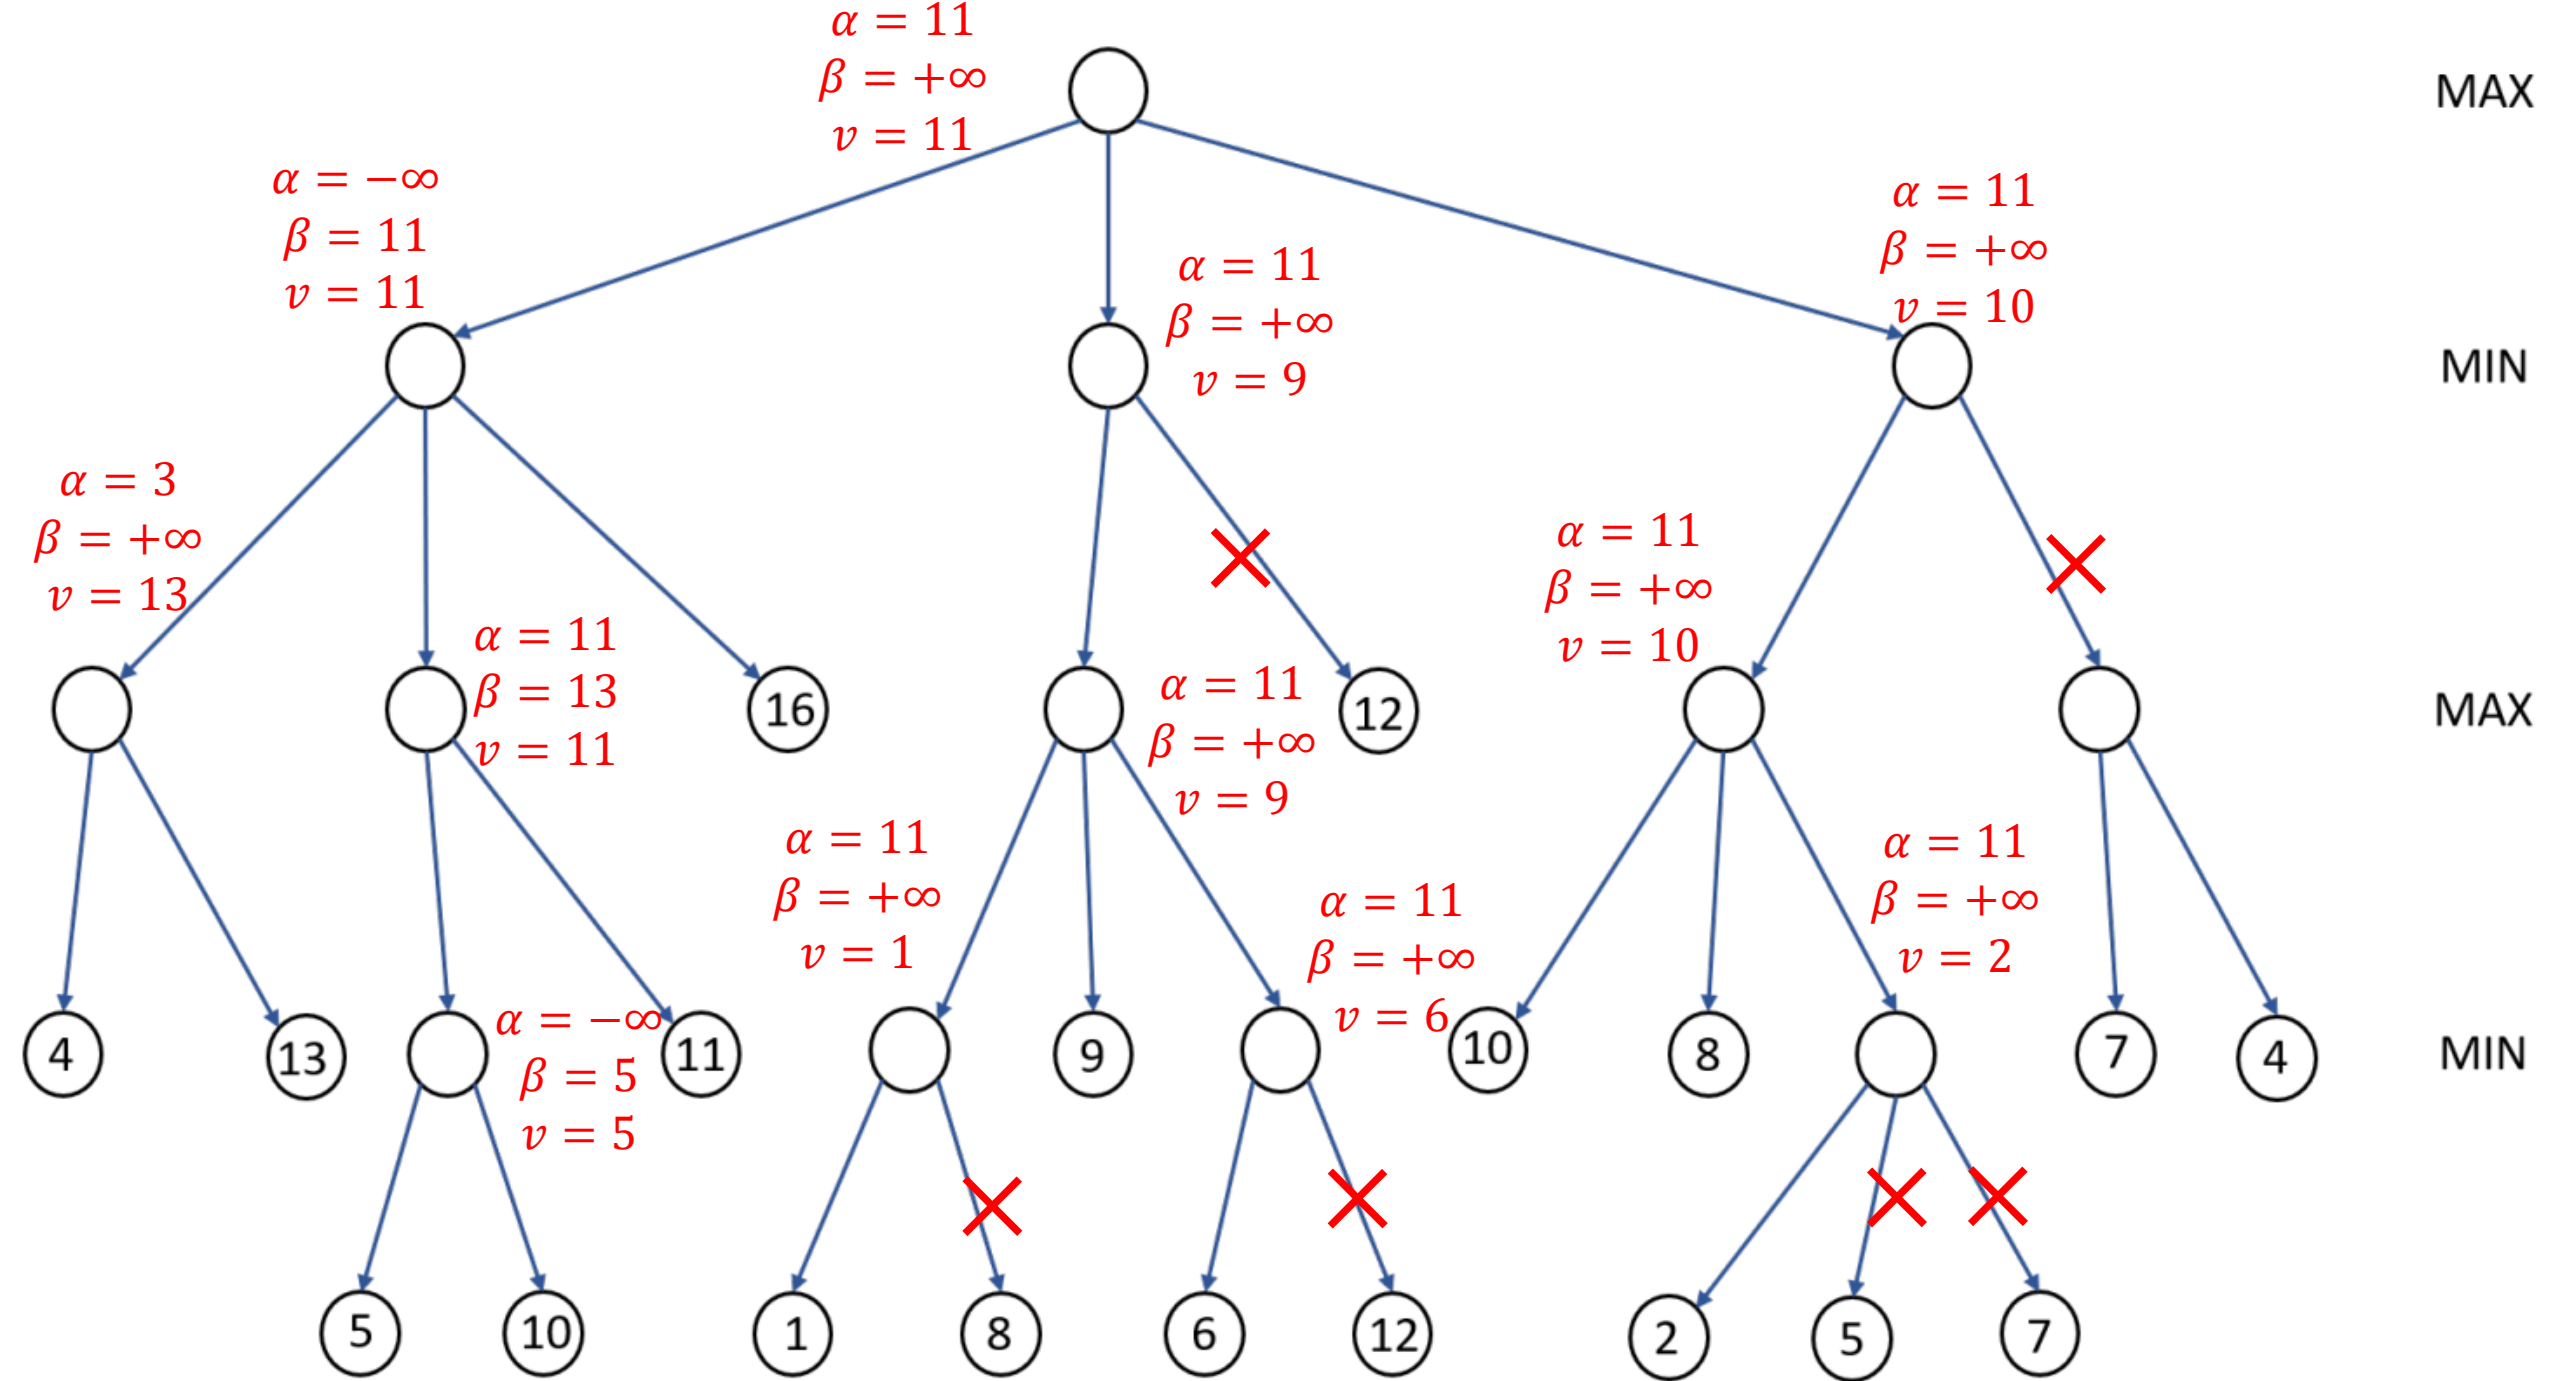 α = 11
β = +∞
v = 11
MAX
α = −∞
β = 11
v = 11
α = 11
β = +∞
v = 9
α = 11
β = +∞
v = 10
MIN
α = 3
β = +∞
v = 13
α = 11
β = 13
v = 11
16
α = 11
β = +∞
v = 9
12
α = 11
β = +∞
v = 10
MAX
4
13
α = −∞
β = 5
v = 5
11
α = 11
β = +∞
v = 1
9
α = 11
β = +∞
v = 6
10
8
α = 11
β = +∞
v = 2
7
4
MIN
5
10
1
8
6
12
2
5
7